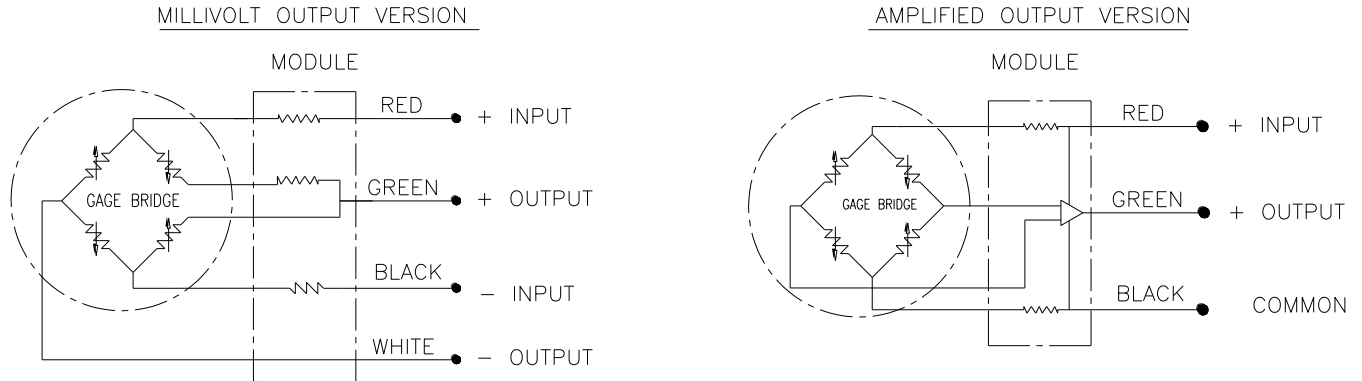 MILLIVOLT OUTPUT VERSION
MODULE
RED
+ INPUT
GAGE BRIDGE
GREEN
+ OUTPUT
BLACK
− INPUT
WHITE
− OUTPUT
AMPLIFIED OUTPUT VERSION
MODULE
RED
+ INPUT
GAGE BRIDGE
GREEN
+ OUTPUT
BLACK
COMMON